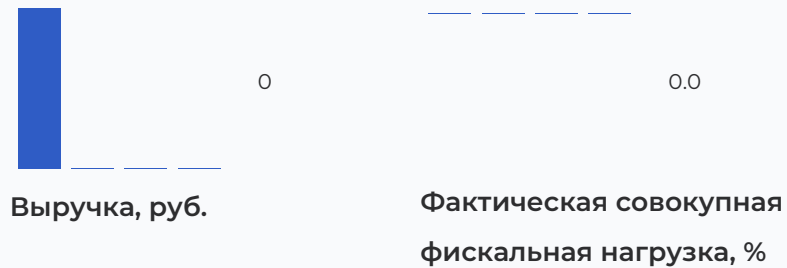 0
Выручка, руб.
0.0
Фактическая совокупная
фискальная нагрузка, %